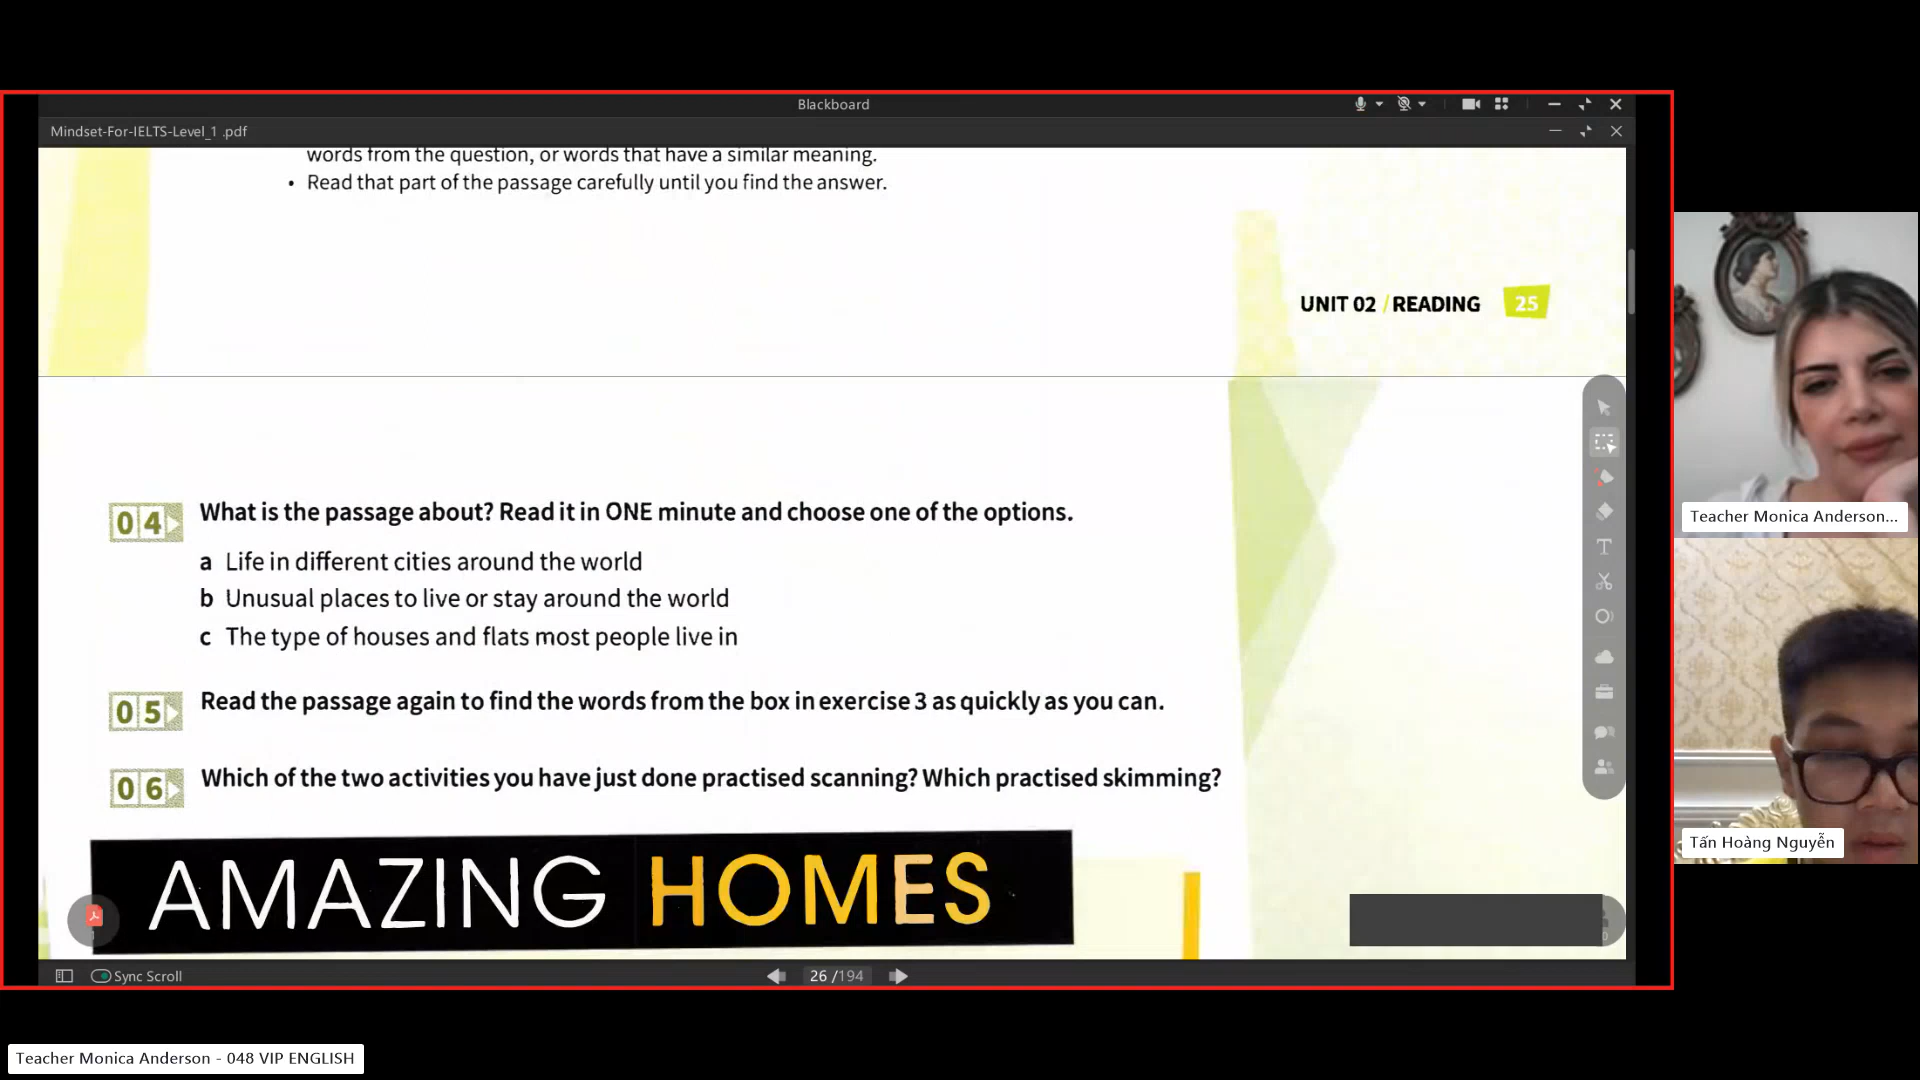 Blackboard
Mindset-For-IELTS-Level_1 .pdf
words from the question, or words that have a similar meaning.
• Read that part of the passage carefully until you find the answer.
UNIT 02 / READING 25
04 What is the passage about? Read it in ONE minute and choose one of the options.
a Life in different cities around the world
b Unusual places to live or stay around the world
c The type of houses and flats most people live in
05 Read the passage again to find the words from the box in exercise 3 as quickly as you can.
06 Which of the two activities you have just done practised scanning? Which practised skimming?
AMAZING HOMES
Sync Scroll
26 /194
Teacher Monica Anderson...
Tấn Hoàng Nguyễn
Teacher Monica Anderson - 048 VIP ENGLISH